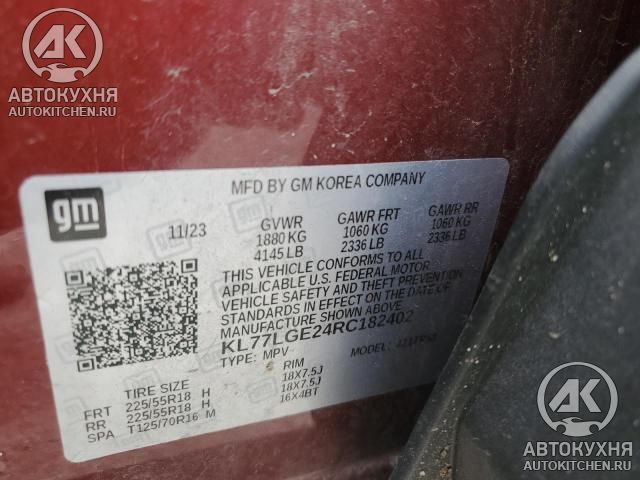 AK
АВТОКУХНЯ
AUTOKITCHEN.RU
gm
MFD BY GM KOREA COMPANY
11/23 GVWR GAWR FRT GAWR RR
1880 KG 1060 KG 1060 KG
4145 LB 2336 LB 2336 LB
THIS VEHICLE CONFORMS TO ALL
APPLICABLE U.S. FEDERAL MOTOR
VEHICLE SAFETY AND THEFT PREVENTION
STANDARDS IN EFFECT ON THE DATE OF
KL77LGE24RC182402
TYPE: MPV MODEL:
TIRE SIZE RIM
FRT 225/55R18 H 18X7.5J
RR 225/55R18 H 18X7.5J
SPA T125/70R16 M 16X4BT
AK
АВТОКУХНЯ
AUTOKITCHEN.RU